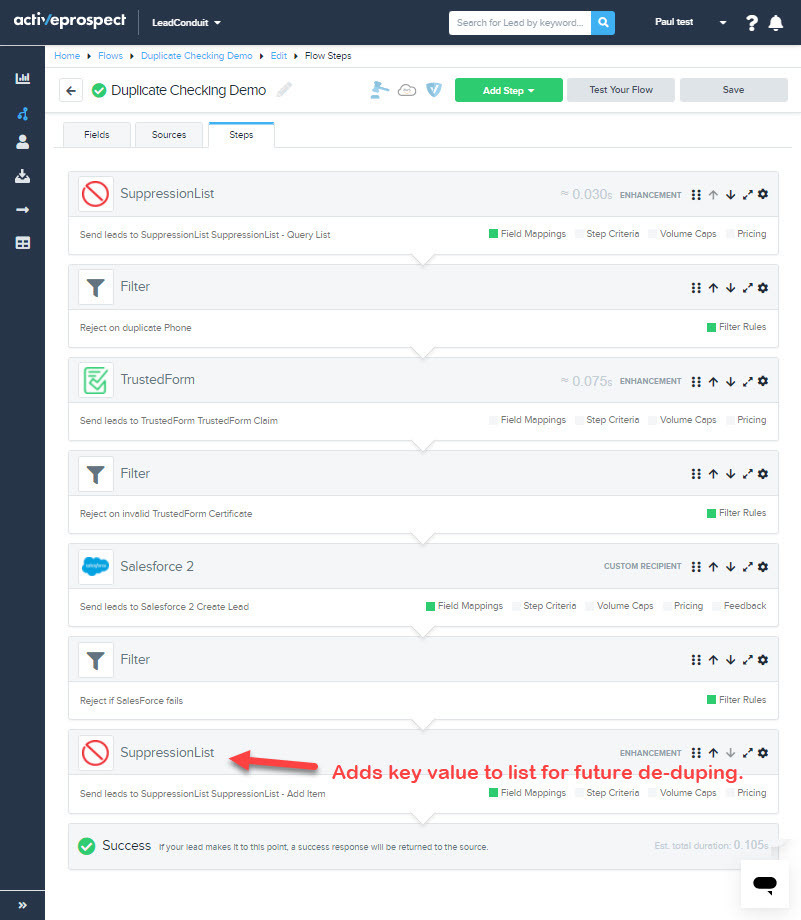 activeprospect LeadConduit Search for Lead by keyword... Paul test ?
Home Flows Duplicate Checking Demo Edit Flow Steps
Duplicate Checking Demo Add Step Test Your Flow Save
Fields Sources Steps
SuppressionList ≈ 0.030s ENHANCEMENT
Send leads to SuppressionList SuppressionList - Query List Field Mappings Step Criteria Volume Caps Pricing
Filter
Reject on duplicate Phone Filter Rules
TrustedForm ≈ 0.075s ENHANCEMENT
Send leads to TrustedForm TrustedForm Claim Field Mappings Step Criteria Volume Caps Pricing
Filter
Reject on invalid TrustedForm Certificate Filter Rules
Salesforce 2 CUSTOM RECIPIENT
Send leads to Salesforce 2 Create Lead Field Mappings Step Criteria Volume Caps Pricing Feedback
Filter
Reject if SalesForce fails Filter Rules
SuppressionList ENHANCEMENT
Adds key value to list for future de-duping.
Send leads to SuppressionList SuppressionList - Add Item Field Mappings Step Criteria Volume Caps Pricing
Success If your lead makes it to this point, a success response will be returned to the source. Est. total duration: 0.105s